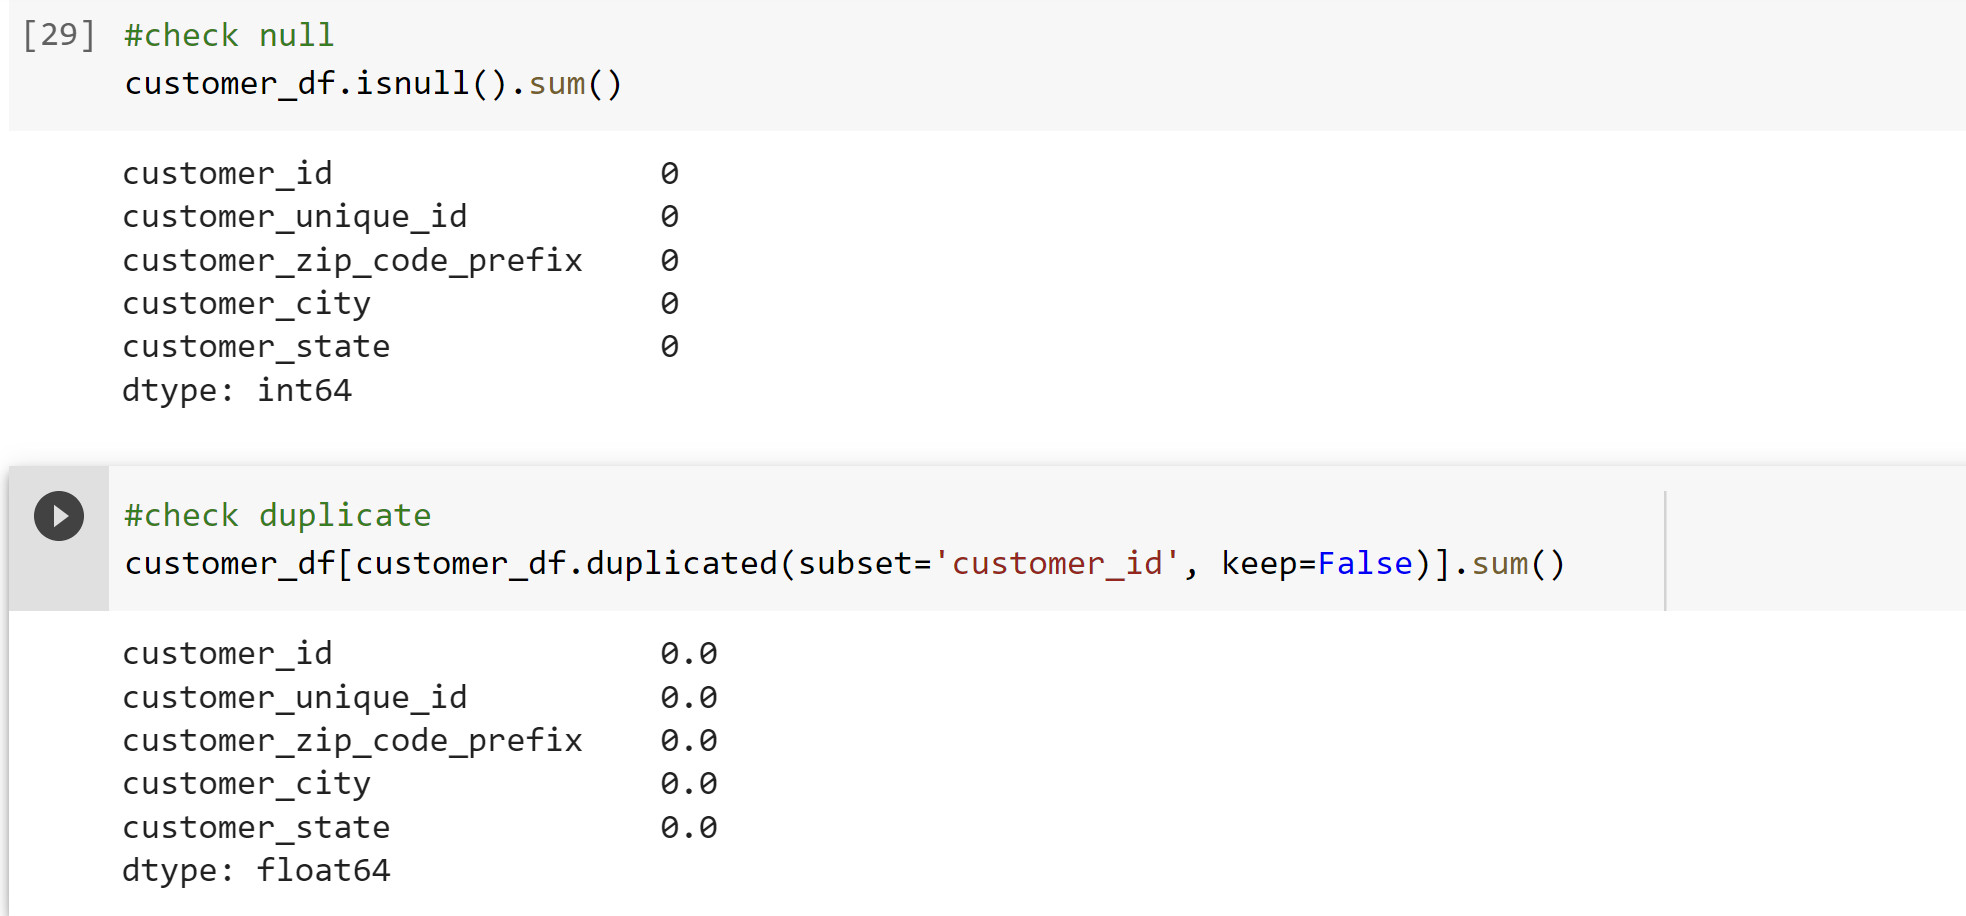 [29] #check null
customer_df.isnull().sum()
customer_id 0
customer_unique_id 0
customer_zip_code_prefix 0
customer_city 0
customer_state 0
dtype: int64
#check duplicate
customer_df[customer_df.duplicated(subset='customer_id', keep=False)].sum()
customer_id 0.0
customer_unique_id 0.0
customer_zip_code_prefix 0.0
customer_city 0.0
customer_state 0.0
dtype: float64